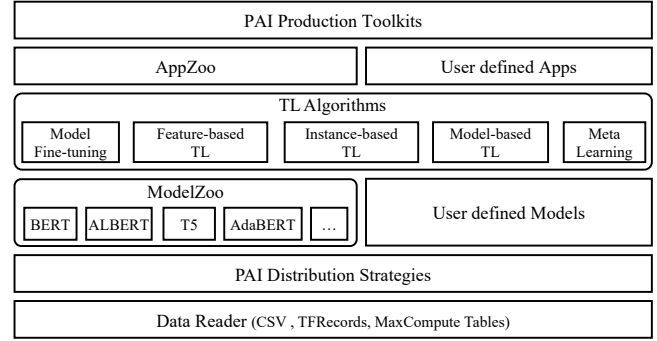 PAI Production Toolkits
AppZoo
User defined Apps
TL Algorithms
Model
Fine-tuning
Feature-based
TL
Instance-based
TL
Model-based
TL
Meta
Learning
ModelZoo
BERT
ALBERT
T5
AdaBERT
…
User defined Models
PAI Distribution Strategies
Data Reader (CSV , TFRecords, MaxCompute Tables)